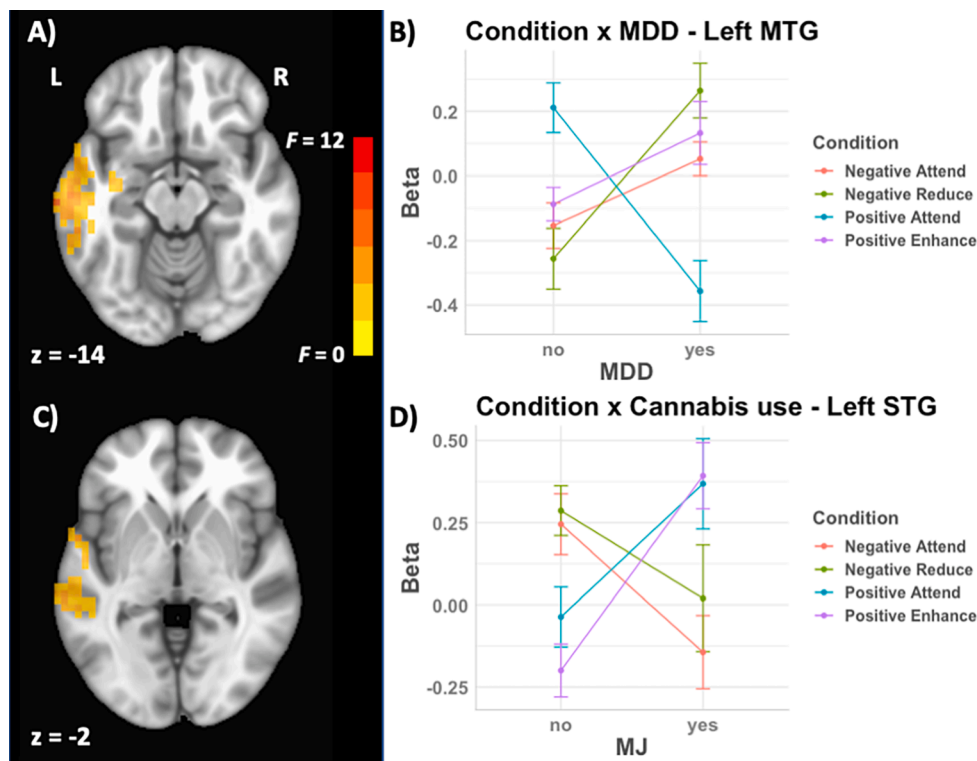 A)
L
R
F = 12
F = 0
z = -14
B)
Condition x MDD - Left MTG
Beta
0.2
0.0
-0.2
-0.4
no
yes
MDD
Condition
Negative Attend
Negative Reduce
Positive Attend
Positive Enhance
C)
z = -2
D)
Condition x Cannabis use - Left STG
Beta
0.50
0.25
0.00
-0.25
no
yes
MJ
Condition
Negative Attend
Negative Reduce
Positive Attend
Positive Enhance